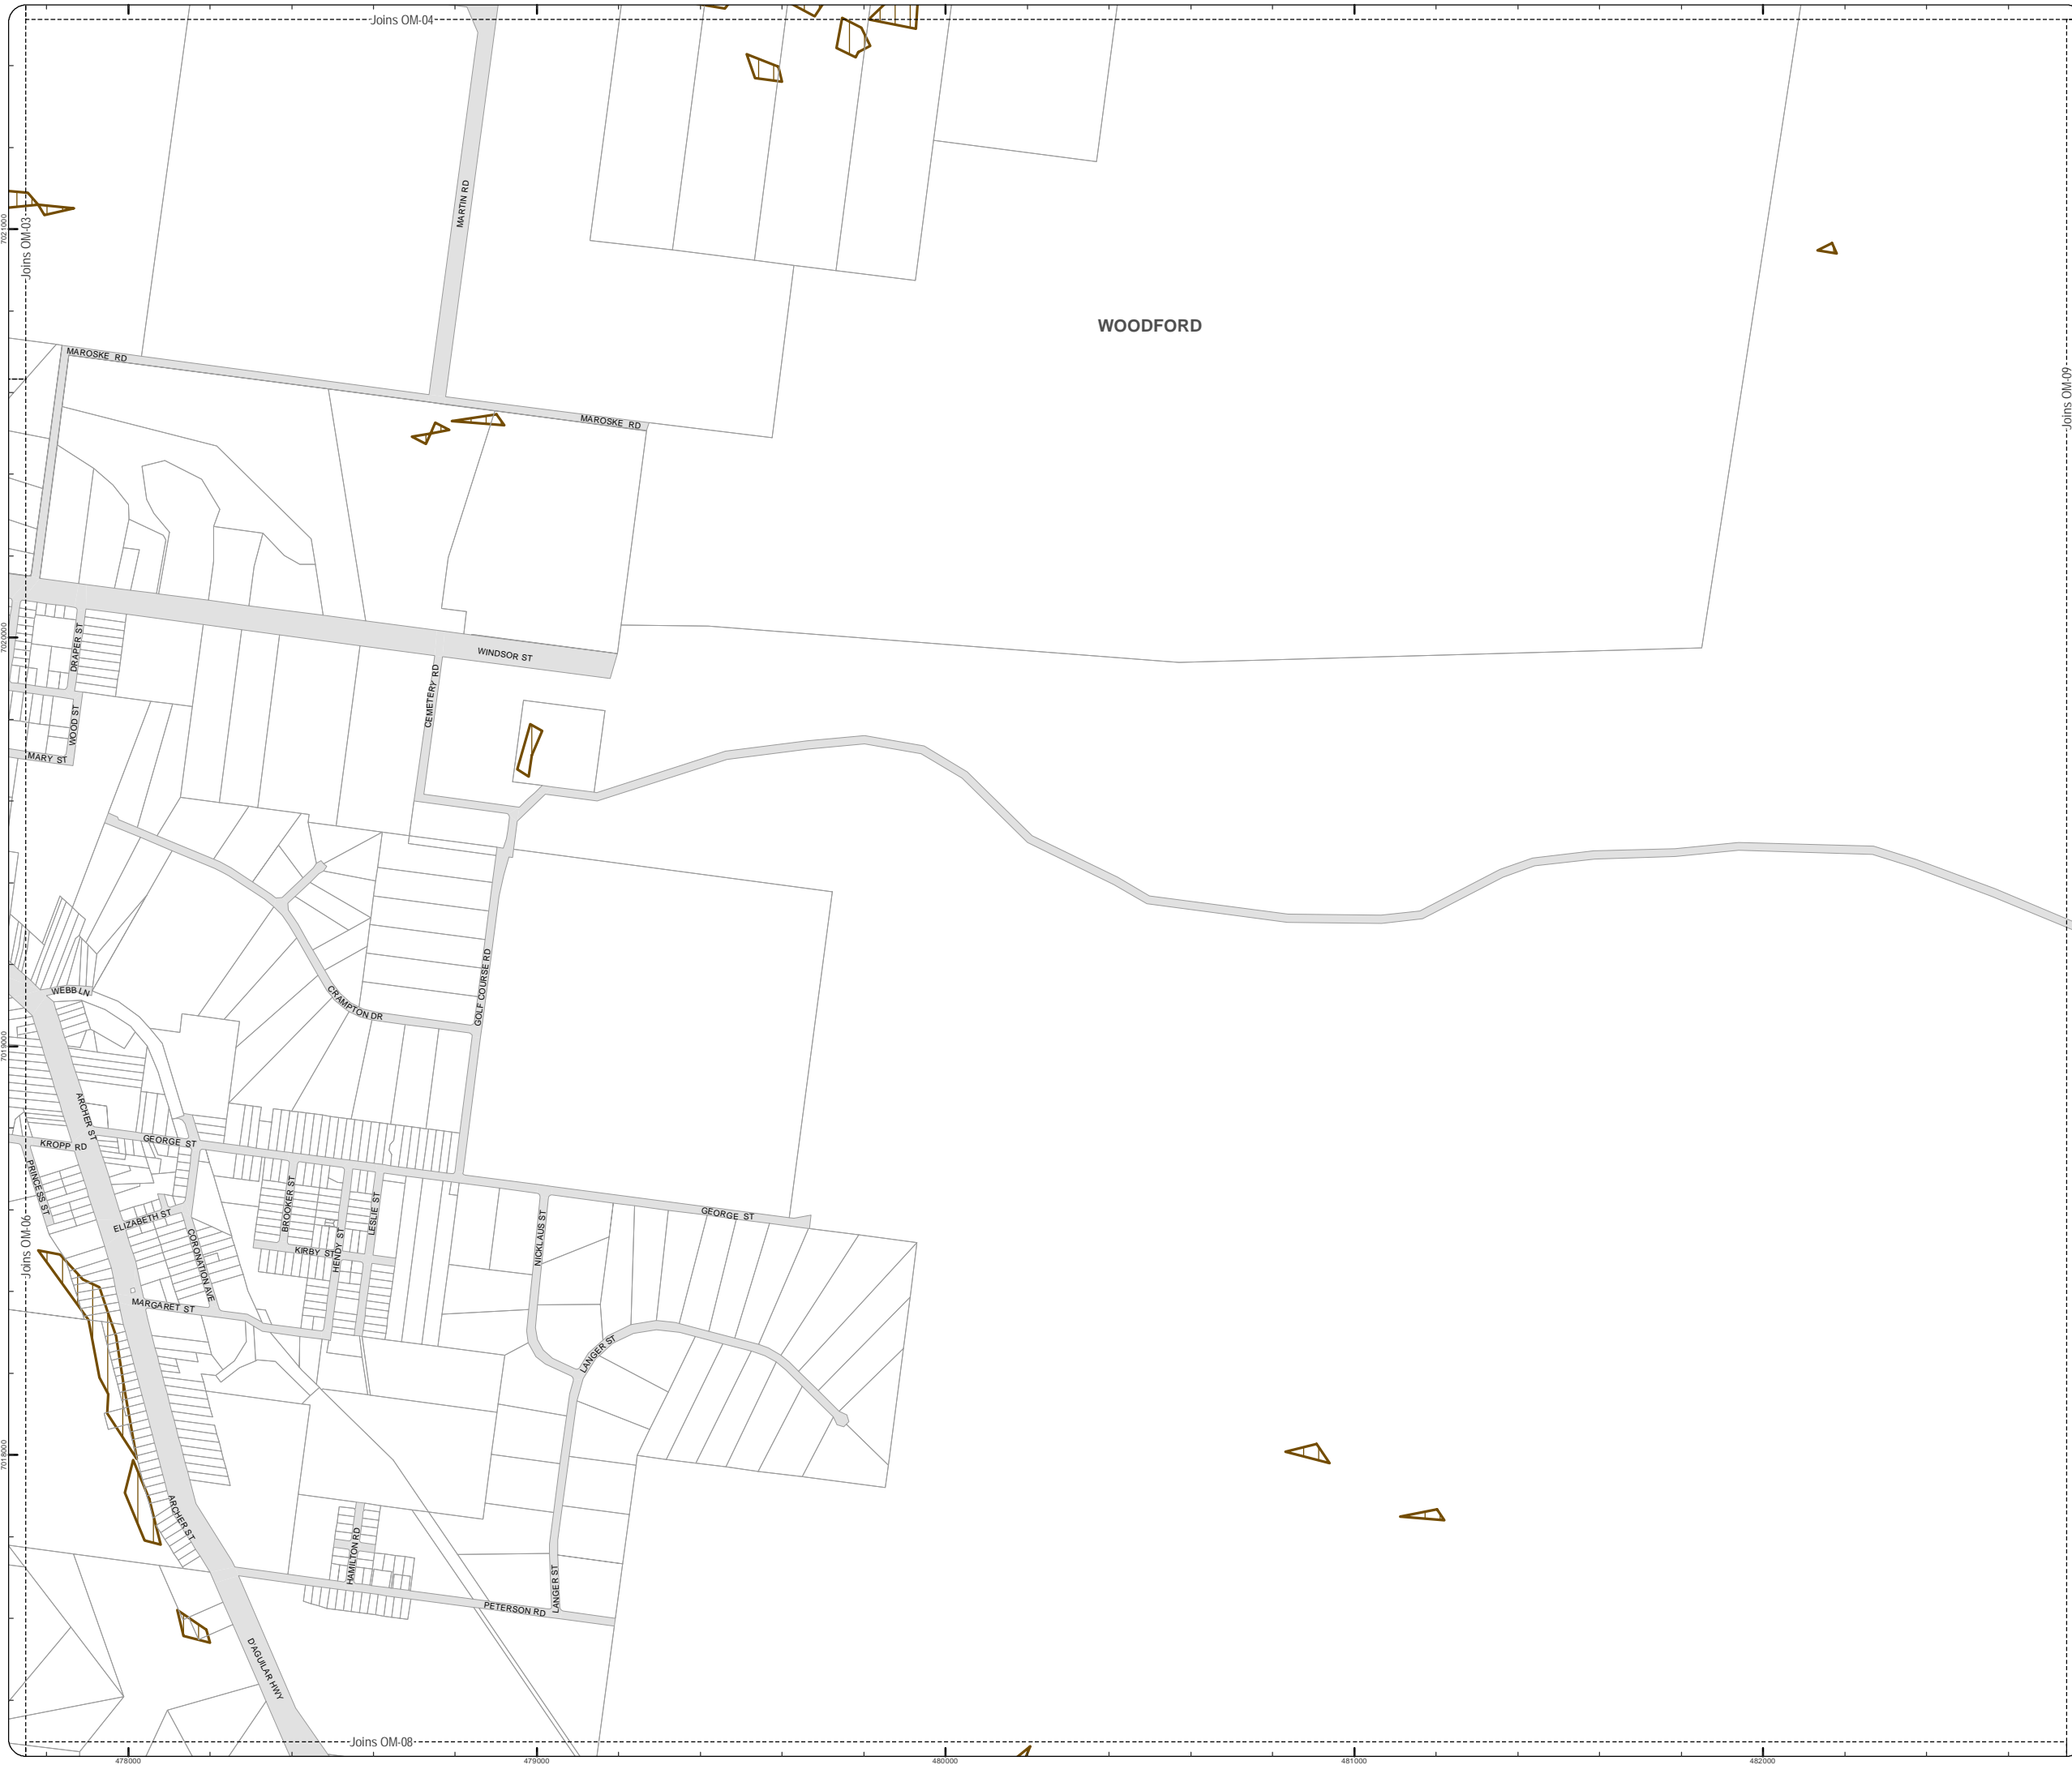 Joins OM-04
MARTIN RD
7021000
Joins OM-03
WOODFORD
MAROSKE RD
Joins OM-09
MAROSKE RD
7020000
DRAPER ST
WINDSOR ST
CEMETERY RD
WOOD ST
MARY ST
WEBB LN
CRAMPTON DR
GOLF COURSE RD
7019000
ARCHER ST
GEORGE ST
KROPP RD
PRINCESS ST
BROOKER ST
LESLIE ST
ELIZABETH ST
GEORGE ST
NICKLAUS ST
HENDY ST
KIRBY ST
CORONATION AVE
Joins OM-06
MARGARET ST
LANGER ST
7018000
ARCHER ST
HAMILTON RD
LANGER ST
PETERSON RD
D'AGUILAR HWY
Joins OM-08
478000
479000
480000
481000
482000